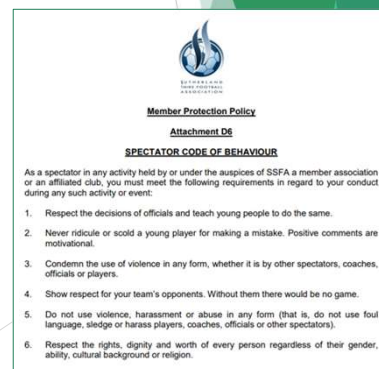 SUTHERLAND
SHIRE FOOTBALL
ASSOCIATION
Member Protection Policy
Attachment D6
SPECTATOR CODE OF BEHAVIOUR
As a spectator in any activity held by or under the auspices of SSFA a member association
or an affiliated club, you must meet the following requirements in regard to your conduct
during any such activity or event:
1. Respect the decisions of officials and teach young people to do the same.
2. Never ridicule or scold a young player for making a mistake. Positive comments are
motivational.
3. Condemn the use of violence in any form, whether it is by other spectators, coaches,
officials or players.
4. Show respect for your team's opponents. Without them there would be no game.
5. Do not use violence, harassment or abuse in any form (that is, do not use foul
language, sledge or harass players, coaches, officials or other spectators).
6. Respect the rights, dignity and worth of every person regardless of their gender,
ability, cultural background or religion.